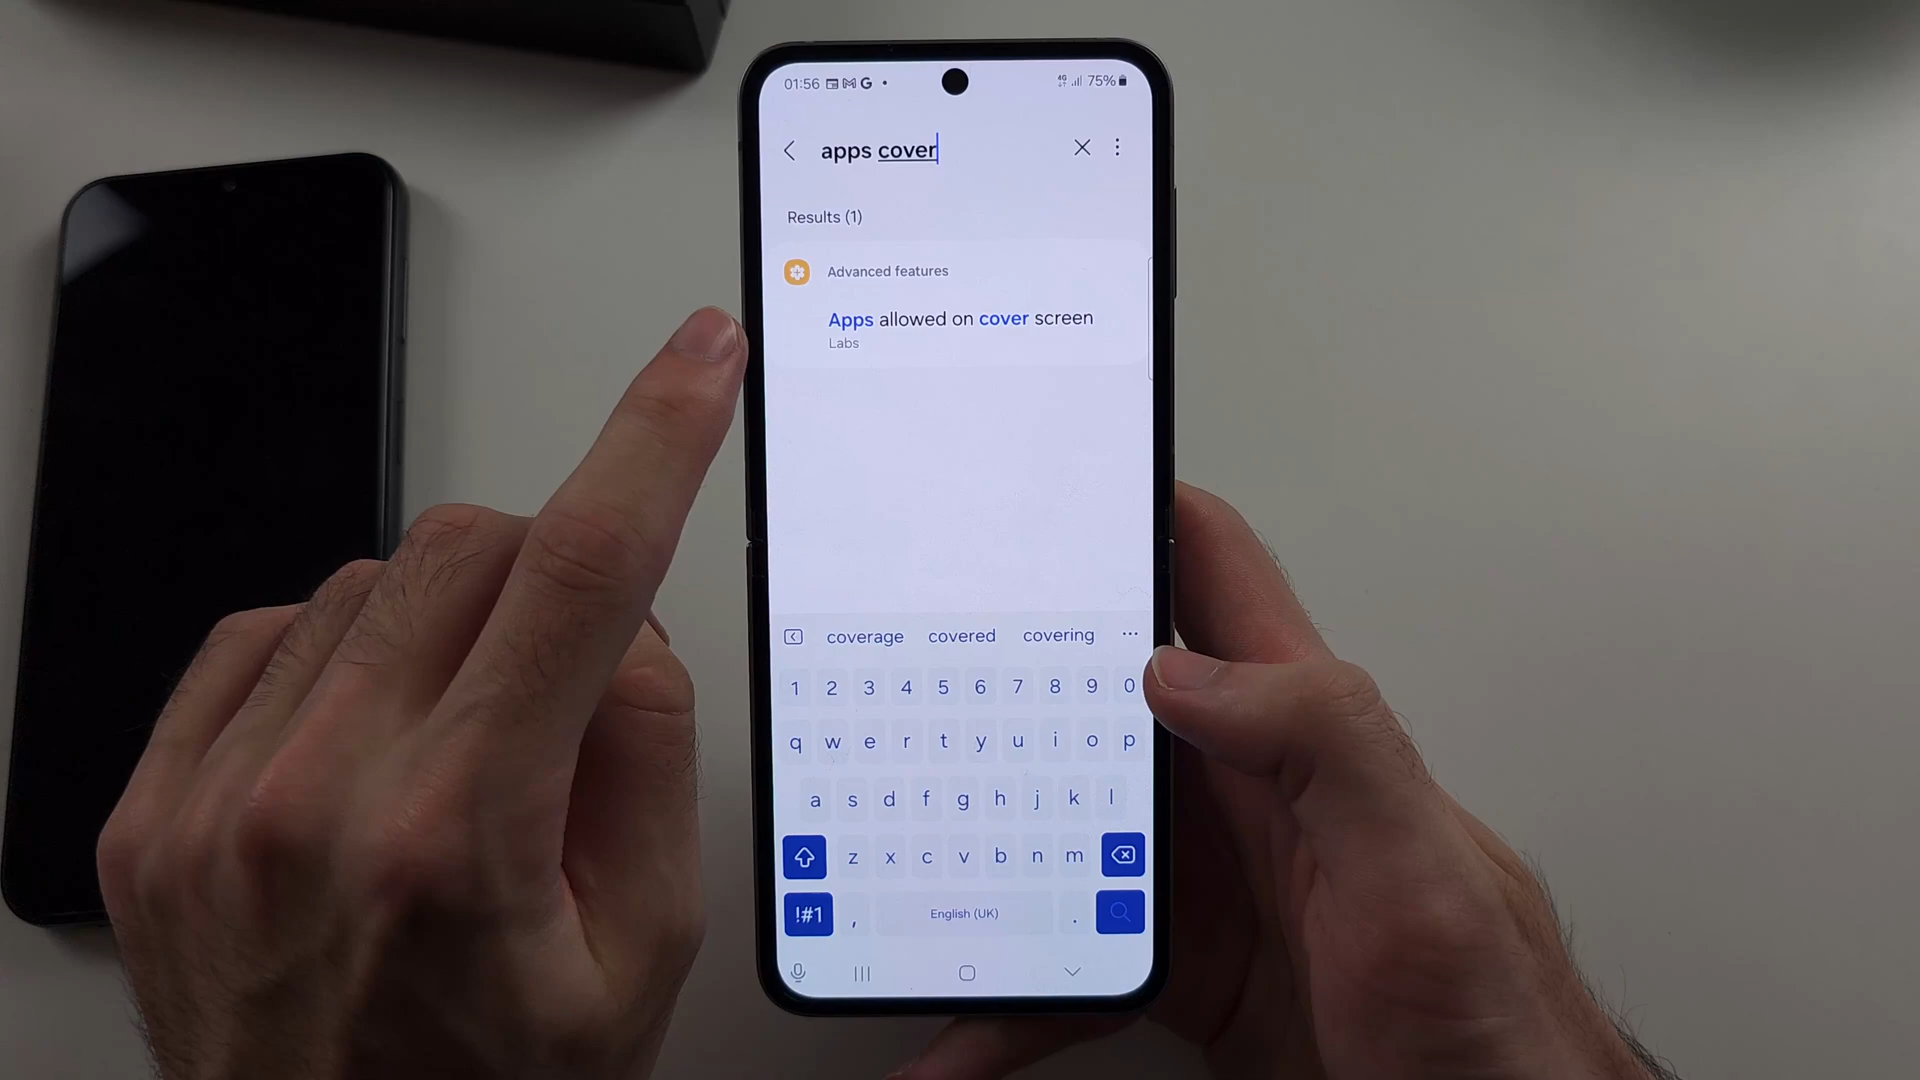 01:56 G 4G 75%
apps cover
Results (1)
Advanced features
Apps allowed on cover screen
Labs
coverage covered covering
1 2 3 4 5 6 7 8 9 0
q w e r t y u i o p
a s d f g h j k l
z x c v b n m
!#1 , English (UK) .